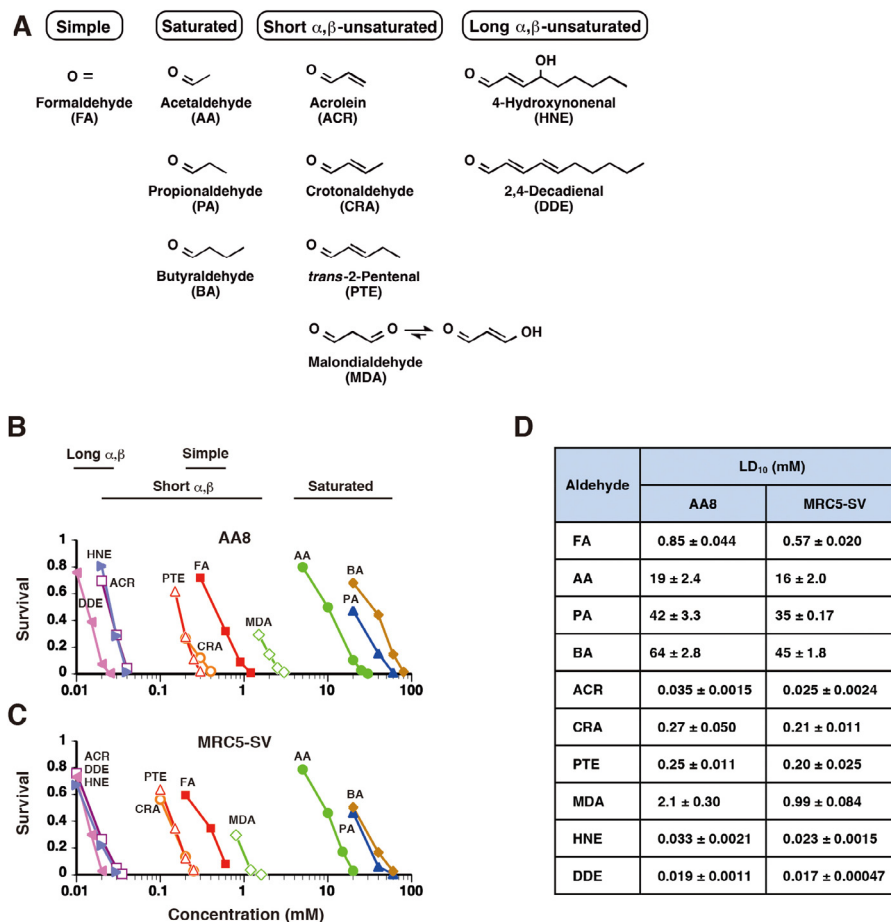 A
Simple
Saturated
Short α,β-unsaturated
Long α,β-unsaturated
O =
Formaldehyde
(FA)
O
Acetaldehyde
(AA)
O
Acrolein
(ACR)
O
OH
4-Hydroxynonenal
(HNE)
O
Propionaldehyde
(PA)
O
Crotonaldehyde
(CRA)
O
2,4-Decadienal
(DDE)
O
Butyraldehyde
(BA)
O
trans-2-Pentenal
(PTE)
O
O
O
OH
Malondialdehyde
(MDA)
B
Long α,β
Simple
Short α,β
Saturated
AA8
Survival
1
0.8
0.6
0.4
0.2
0
HNE
DDE
ACR
PTE
FA
CRA
MDA
AA
BA
PA
0.01
0.1
1
10
100
C
MRC5-SV
Survival
1
0.8
0.6
0.4
0.2
0
ACR
DDE
HNE
PTE
CRA
FA
MDA
AA
BA
PA
0.01
0.1
1
10
100
Concentration (mM)
D
Aldehyde LD10 (mM)
AA8 MRC5-SV
FA 0.85 ± 0.044 0.57 ± 0.020
AA 19 ± 2.4 16 ± 2.0
PA 42 ± 3.3 35 ± 0.17
BA 64 ± 2.8 45 ± 1.8
ACR 0.035 ± 0.0015 0.025 ± 0.0024
CRA 0.27 ± 0.050 0.21 ± 0.011
PTE 0.25 ± 0.011 0.20 ± 0.025
MDA 2.1 ± 0.30 0.99 ± 0.084
HNE 0.033 ± 0.0021 0.023 ± 0.0015
DDE 0.019 ± 0.0011 0.017 ± 0.00047